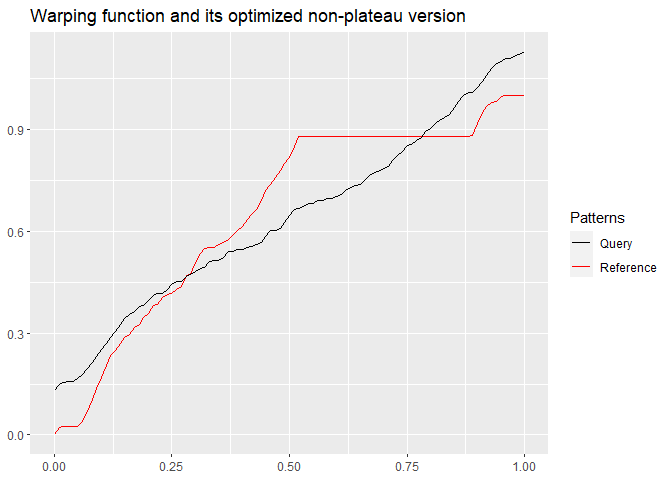 Warping function and its optimized non-plateau version
0.9
0.6
0.3
0.0
0.00 0.25 0.50 0.75 1.00
Patterns
Query
Reference